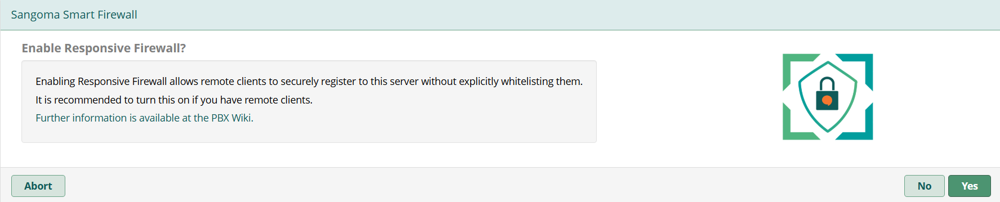 Sangoma Smart Firewall
Enable Responsive Firewall?
Enabling Responsive Firewall allows remote clients to securely register to this server without explicitly whitelisting them.
It is recommended to turn this on if you have remote clients.
Further information is available at the PBX Wiki.
Abort
No
Yes